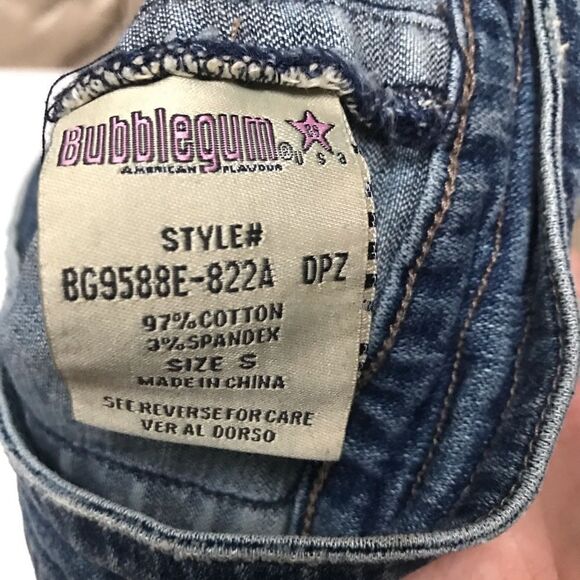 Bubblegum® USA
AMERICAN FLAVOUR
STYLE#
BG9588E-822A DPZ
97%COTTON
3%SPANDEX
SIZE S
MADE IN CHINA
SEE REVERSE FOR CARE
VER AL DORSO